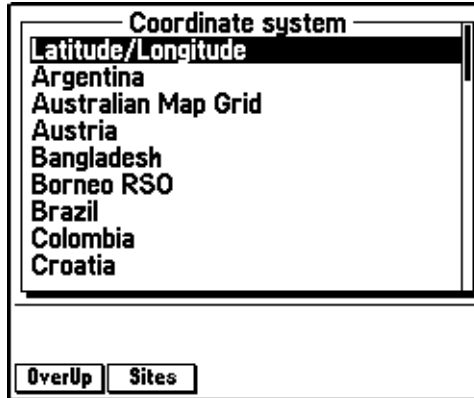 Coordinate system
Latitude/Longitude
Argentina
Australian Map Grid
Austria
Bangladesh
Borneo RSO
Brazil
Colombia
Croatia
OverUp Sites